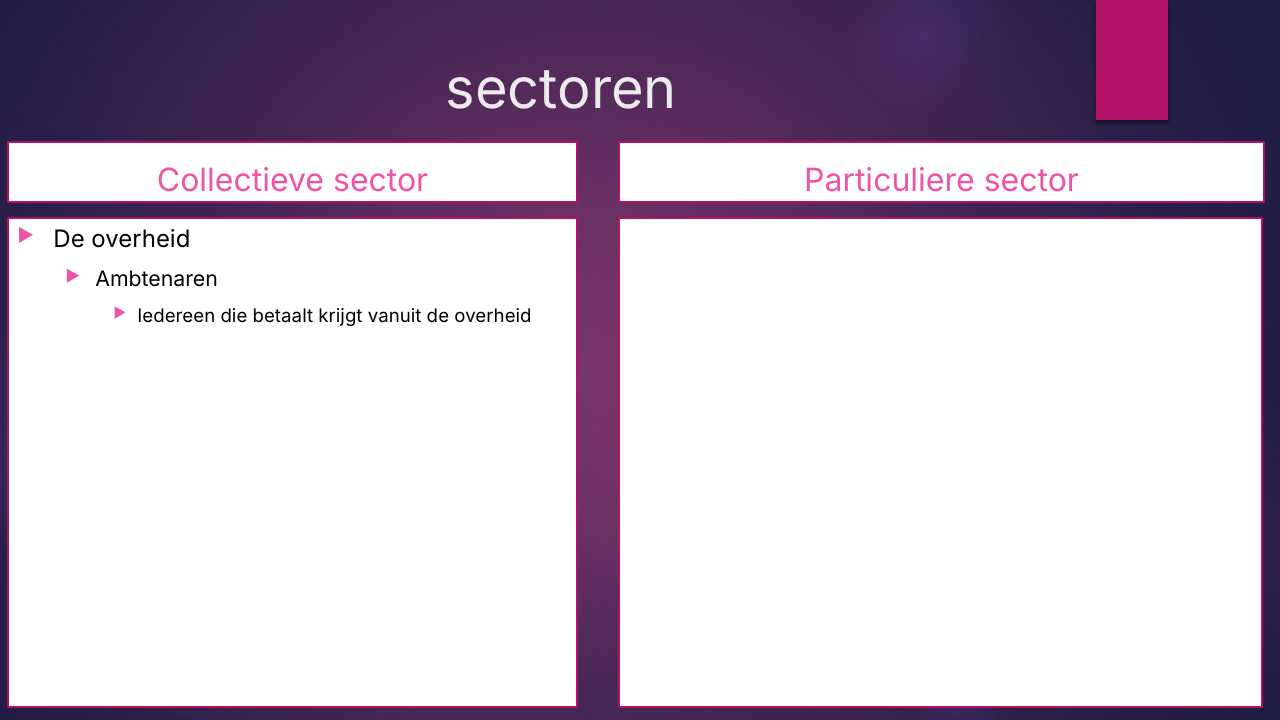 sectoren
Collectieve sector
Particuliere sector
De overheid
Ambtenaren
Iedereen die betaalt krijgt vanuit de overheid